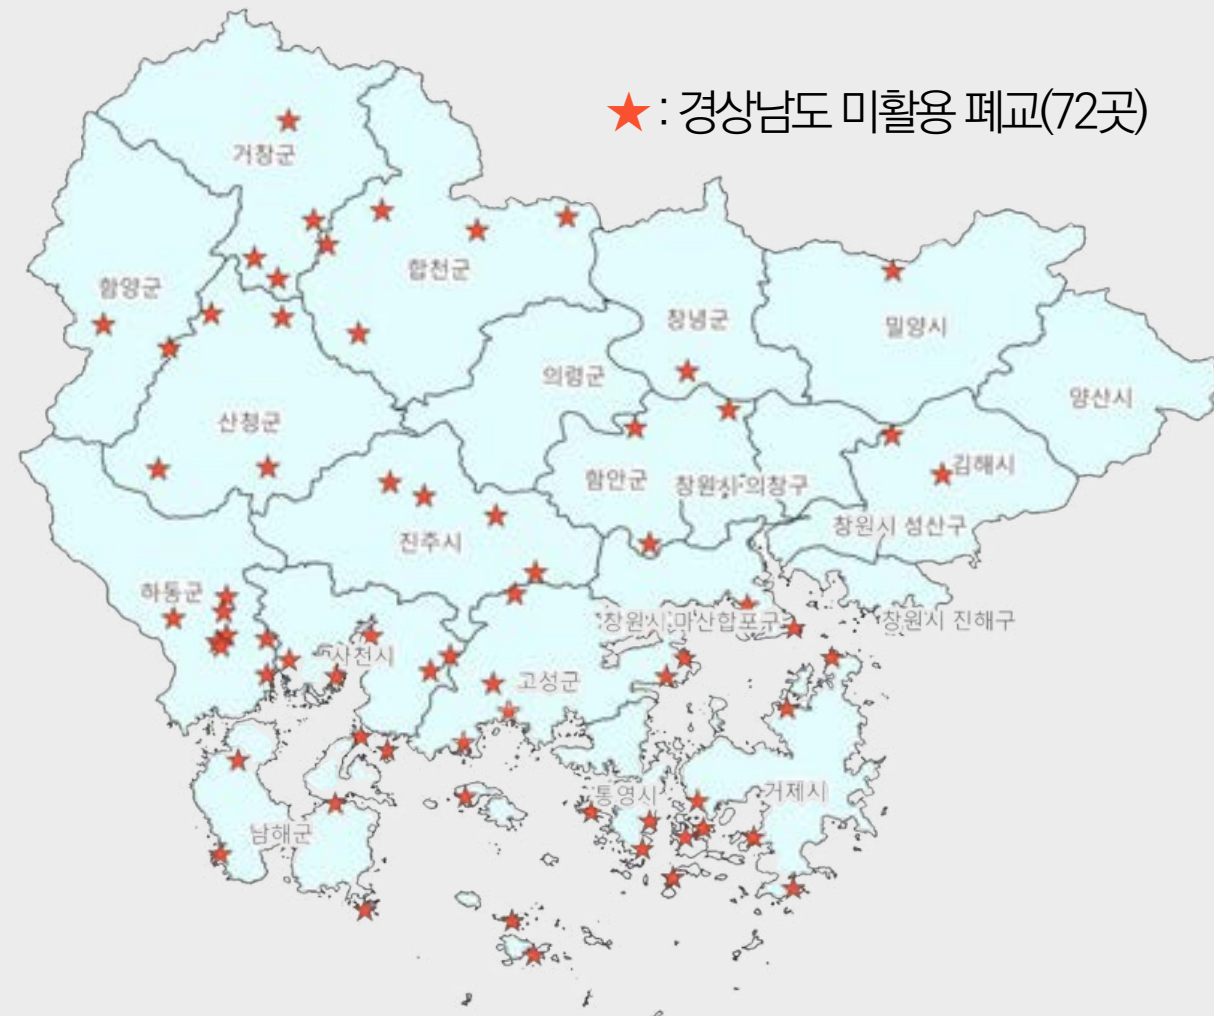 ★ : 경상남도 미활용 폐교(72곳)
거창군
함양군
합천군
창녕군
밀양시
의령군
양산시
산청군
함안군
창원시 의창구
김해시
진주시
창원시 성산구
하동군
창원시 마산합포구
창원시 진해구
사천시
고성군
통영시
거제시
남해군